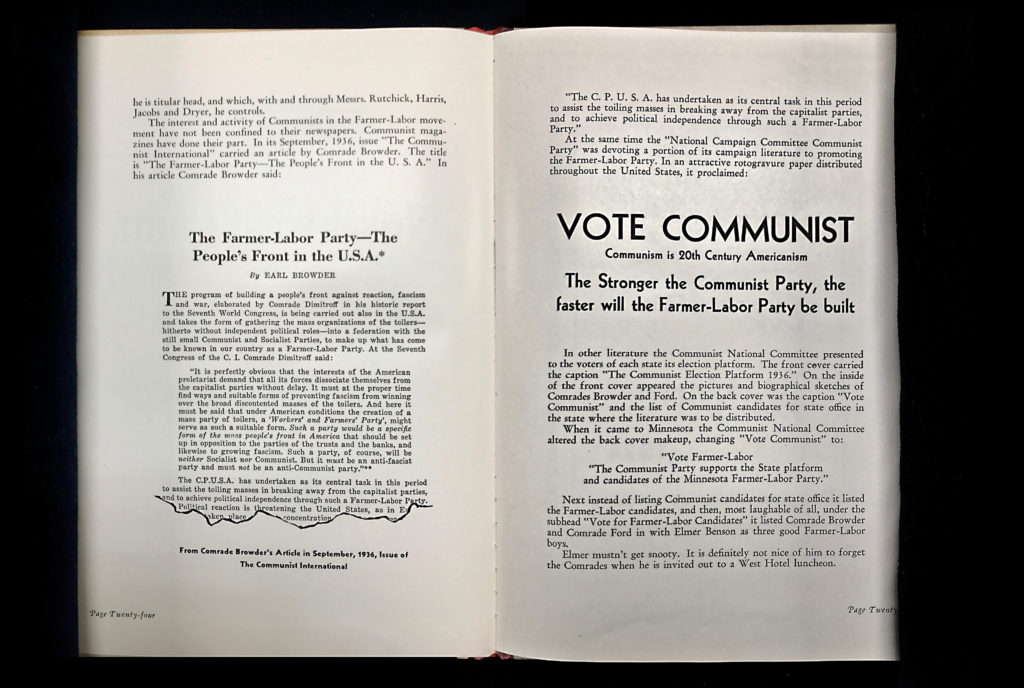 he is titular head, and which, with and through Messrs. Rutchick, Harris,
Jacobs and Dryer, he controls.
The interest and activity of Communists in the Farmer-Labor move-
ment have not been confined to their newspapers. Communist maga-
zines have done their part. In its September, 1936, issue "The Commu-
nist International" carried an article by Comrade Browder. The title
is "The Farmer-Labor Party—The People's Front in the U. S. A." In
his article Comrade Browder said:
The Farmer-Labor Party—The
People's Front in the U.S.A.*
By EARL BROWDER
THE program of building a people's front against reaction, fascism
and war, elaborated by Comrade Dimitroff in his historic report
to the Seventh World Congress, is being carried out also in the U.S.A.
and takes the form of gathering the mass organizations of the toilers—
hitherto without independent political roles—into a federation with the
still small Communist and Socialist Parties, to make up what has come
to be known in our country as a Farmer-Labor Party. At the Seventh
Congress of the C. I. Comrade Dimitroff said:
"It is perfectly obvious that the interests of the American
proletariat demand that all its forces dissociate themselves from
the capitalist parties without delay. It must at the proper time
find ways and suitable forms of preventing fascism from winning
over the broad discontented masses of the toilers. And here it
must be said that under American conditions the creation of a
mass party of toilers, a 'Workers' and Farmers' Party', might
serve as such a suitable form. Such a party would be a specific
form of the mass people's front in America that should be set
up in opposition to the parties of the trusts and the banks, and
likewise to growing fascism. Such a party, of course, will be
neither Socialist nor Communist. But it must be an anti-fascist
party and must not be an anti-Communist party."**
The C.P.U.S.A. has undertaken as its central task in this period
to assist the toiling masses in breaking away from the capitalist parties,
and to achieve political independence through such a Farmer-Labor Party.
Political reaction is threatening the United States, as in
taken place concentration
From Comrade Browder's Article in September, 1936, Issue of
The Communist International
Page Twenty-four
"The C. P. U. S. A. has undertaken as its central task in this period
to assist the toiling masses in breaking away from the capitalist parties,
and to achieve political independence through such a Farmer-Labor
Party."
At the same time the "National Campaign Committee Communist
Party" was devoting a portion of its campaign literature to promoting
the Farmer-Labor Party. In an attractive rotogravure paper distributed
throughout the United States, it proclaimed:
VOTE COMMUNIST
Communism is 20th Century Americanism
The Stronger the Communist Party, the
faster will the Farmer-Labor Party be built
In other literature the Communist National Committee presented
to the voters of each state its election platform. The front cover carried
the caption "The Communist Election Platform 1936." On the inside
of the front cover appeared the pictures and biographical sketches of
Comrades Browder and Ford. On the back cover was the caption "Vote
Communist" and the list of Communist candidates for state office in
the state where the literature was to be distributed.
When it came to Minnesota the Communist National Committee
altered the back cover makeup, changing "Vote Communist" to:
"Vote Farmer-Labor
"The Communist Party supports the State platform
and candidates of the Minnesota Farmer-Labor Party."
Next instead of listing Communist candidates for state office it listed
the Farmer-Labor candidates, and then, most laughable of all, under the
subhead "Vote for Farmer-Labor Candidates" it listed Comrade Browder
and Comrade Ford in with Elmer Benson as three good Farmer-Labor
boys.
Elmer mustn't get snooty. It is definitely not nice of him to forget
the Comrades when he is invited out to a West Hotel luncheon.
Page Twenty